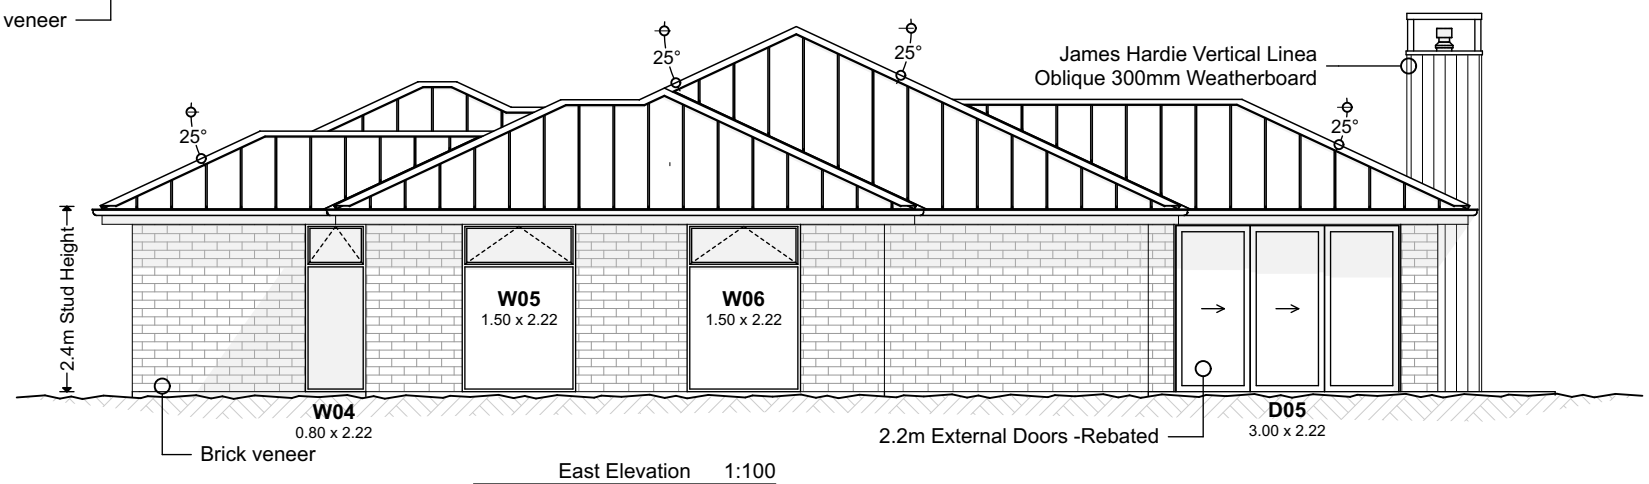 veneer
25°
25°
25°
25°
James Hardie Vertical Linea
Oblique 300mm Weatherboard
2.4m Stud Height
W05
1.50 x 2.22
W06
1.50 x 2.22
W04
0.80 x 2.22
D05
3.00 x 2.22
2.2m External Doors -Rebated
Brick veneer
East Elevation 1:100